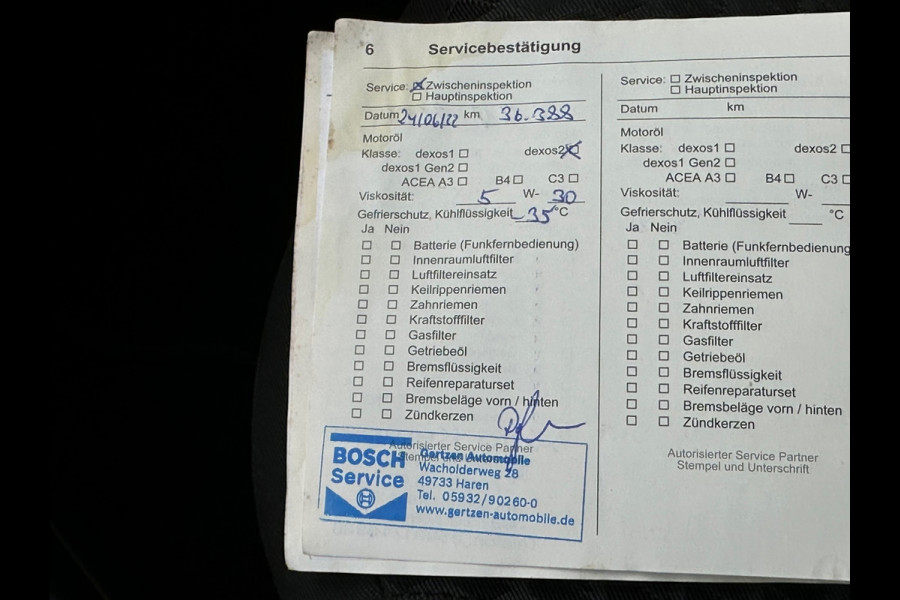 6 Servicebestätigung
Service: ☒ Zwischeninspektion
☐ Hauptinspektion
Datum 24/06/22 km 36.388
Motoröl
Klasse: dexos1 ☐ dexos2 ☒
dexos1 Gen2 ☐
ACEA A3 ☐ B4 ☐ C3 ☐
Viskosität: 5 W- 30
Gefrierschutz, Kühlflüssigkeit -35 °C
Ja Nein
☐ ☐ Batterie (Funkfernbedienung)
☐ ☐ Innenraumluftfilter
☐ ☐ Luftfiltereinsatz
☐ ☐ Keilrippenriemen
☐ ☐ Zahnriemen
☐ ☐ Kraftstofffilter
☐ ☐ Gasfilter
☐ ☐ Getriebeöl
☐ ☐ Bremsflüssigkeit
☐ ☐ Reifenreparaturset
☐ ☐ Bremsbeläge vorn / hinten
☐ ☐ Zündkerzen
Autorisierter Service Partner
Stempel und Unterschrift
BOSCH
Service
Gertzen Automobile
Wacholderweg 28
49733 Haren
Tel. 05932/90260-0
www.gertzen-automobile.de
Service: ☐ Zwischeninspektion
☐ Hauptinspektion
Datum km
Motoröl
Klasse: dexos1 ☐ dexos2 ☐
dexos1 Gen2 ☐
ACEA A3 ☐ B4 ☐ C3 ☐
Viskosität: W-
Gefrierschutz, Kühlflüssigkeit °C
Ja Nein
☐ ☐ Batterie (Funkfernbedienung
☐ ☐ Innenraumluftfilter
☐ ☐ Luftfiltereinsatz
☐ ☐ Keilrippenriemen
☐ ☐ Zahnriemen
☐ ☐ Kraftstofffilter
☐ ☐ Gasfilter
☐ ☐ Getriebeöl
☐ ☐ Bremsflüssigkeit
☐ ☐ Reifenreparaturset
☐ ☐ Bremsbeläge vorn / hinten
☐ ☐ Zündkerzen
Autorisierter Service Partner
Stempel und Unterschrift